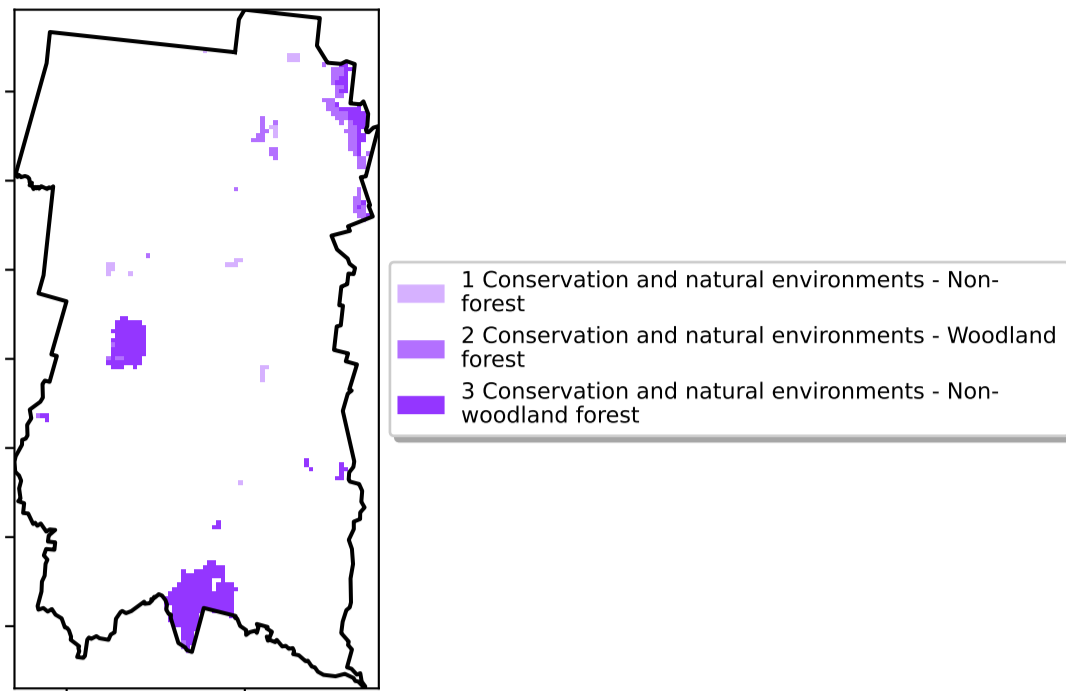 1 Conservation and natural environments - Non-
forest
2 Conservation and natural environments - Woodland
forest
3 Conservation and natural environments - Non-
woodland forest